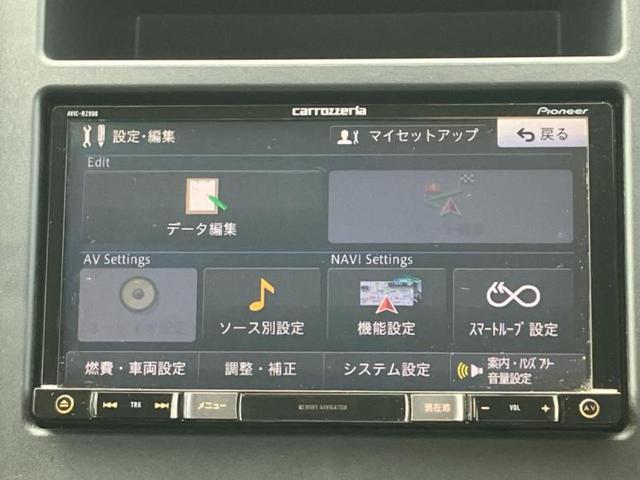 AVIC-RZ900
carrozzeria
Pioneer
設定・編集
マイセットアップ
戻る
Edit
データ編集
AV Settings
NAVI Settings
ソース別設定
機能設定
スマートループ 設定
燃費・車両設定
調整・補正
システム設定
案内・ハンズフリー
音量設定
TRK
メニュー
MEMORY NAVIGATION
現在地
VOL
AV